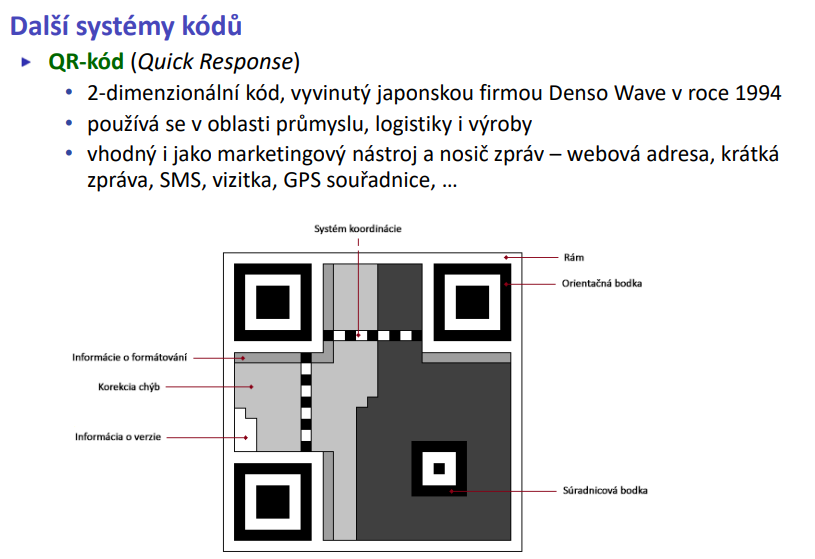 Další systémy kódů
QR-kód (Quick Response)
2-dimenzionální kód, vyvinutý japonskou firmou Denso Wave v roce 1994
používá se v oblasti průmyslu, logistiky i výroby
vhodný i jako marketingový nástroj a nosič zpráv – webová adresa, krátká
zpráva, SMS, vizitka, GPS souřadnice, …
Systém koordinácie
Rám
Orientačná bodka
Informácie o formátování
Korekcia chýb
Informácia o verzie
Súradnicová bodka